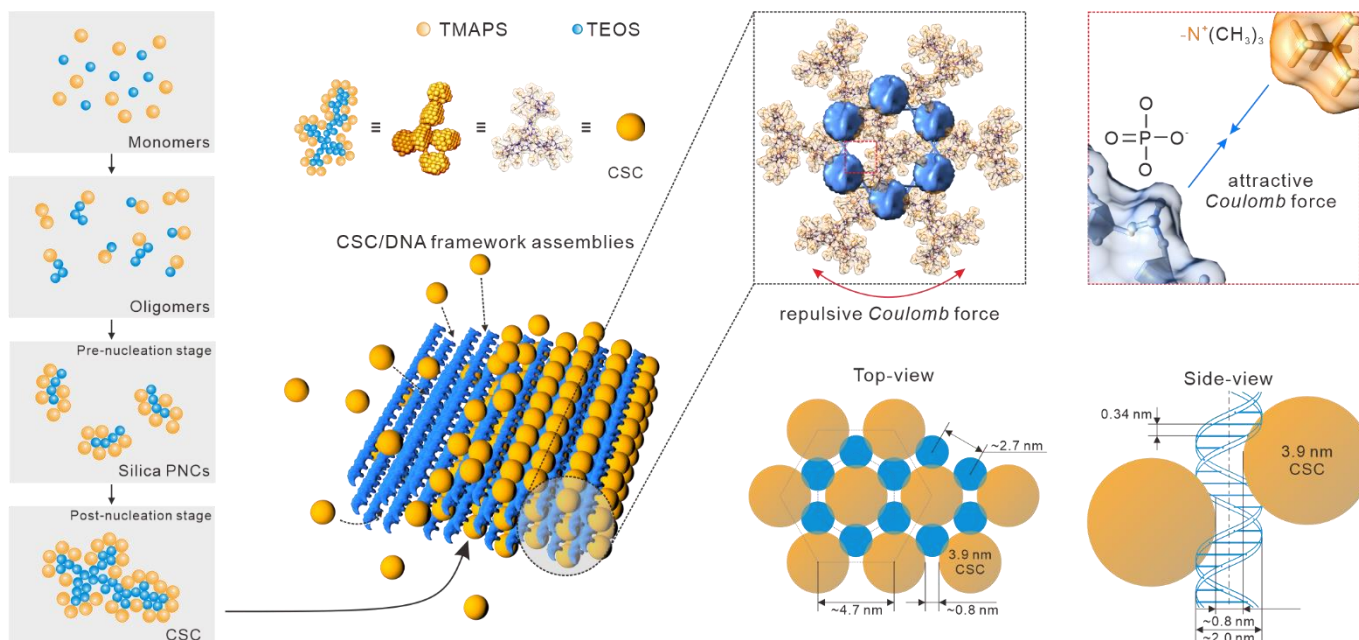 TMAPS
TEOS
Monomers
Oligomers
Pre-nucleation stage
Silica PNCs
Post-nucleation stage
CSC
≡
≡
≡
CSC
CSC/DNA framework assemblies
repulsive Coulomb force
-N⁺(CH₃)₃
O
O=P-O⁻
O
attractive
Coulomb force
Top-view
~2.7 nm
3.9 nm
CSC
~4.7 nm
~0.8 nm
Side-view
0.34 nm
3.9 nm
CSC
~0.8 nm
~2.0 nm